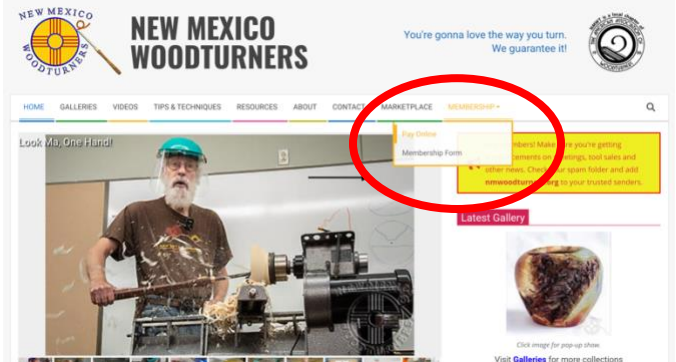 NEW MEXICO
WOODTURNERS
NEW MEXICO
WOODTURNERS
You're gonna love the way you turn.
We guarantee it!
HOME GALLERIES VIDEOS TIPS & TECHNIQUES RESOURCES ABOUT CONTACT MARKETPLACE MEMBERSHIP
Pay Online
Membership Form
Look Ma, One Hand!
Make sure you're getting
on meetings, tool sales and
other news. Check your spam folder and add
nmwoodturners.org to your trusted senders.
Latest Gallery
Click image for pop-up show.
Visit Galleries for more collections